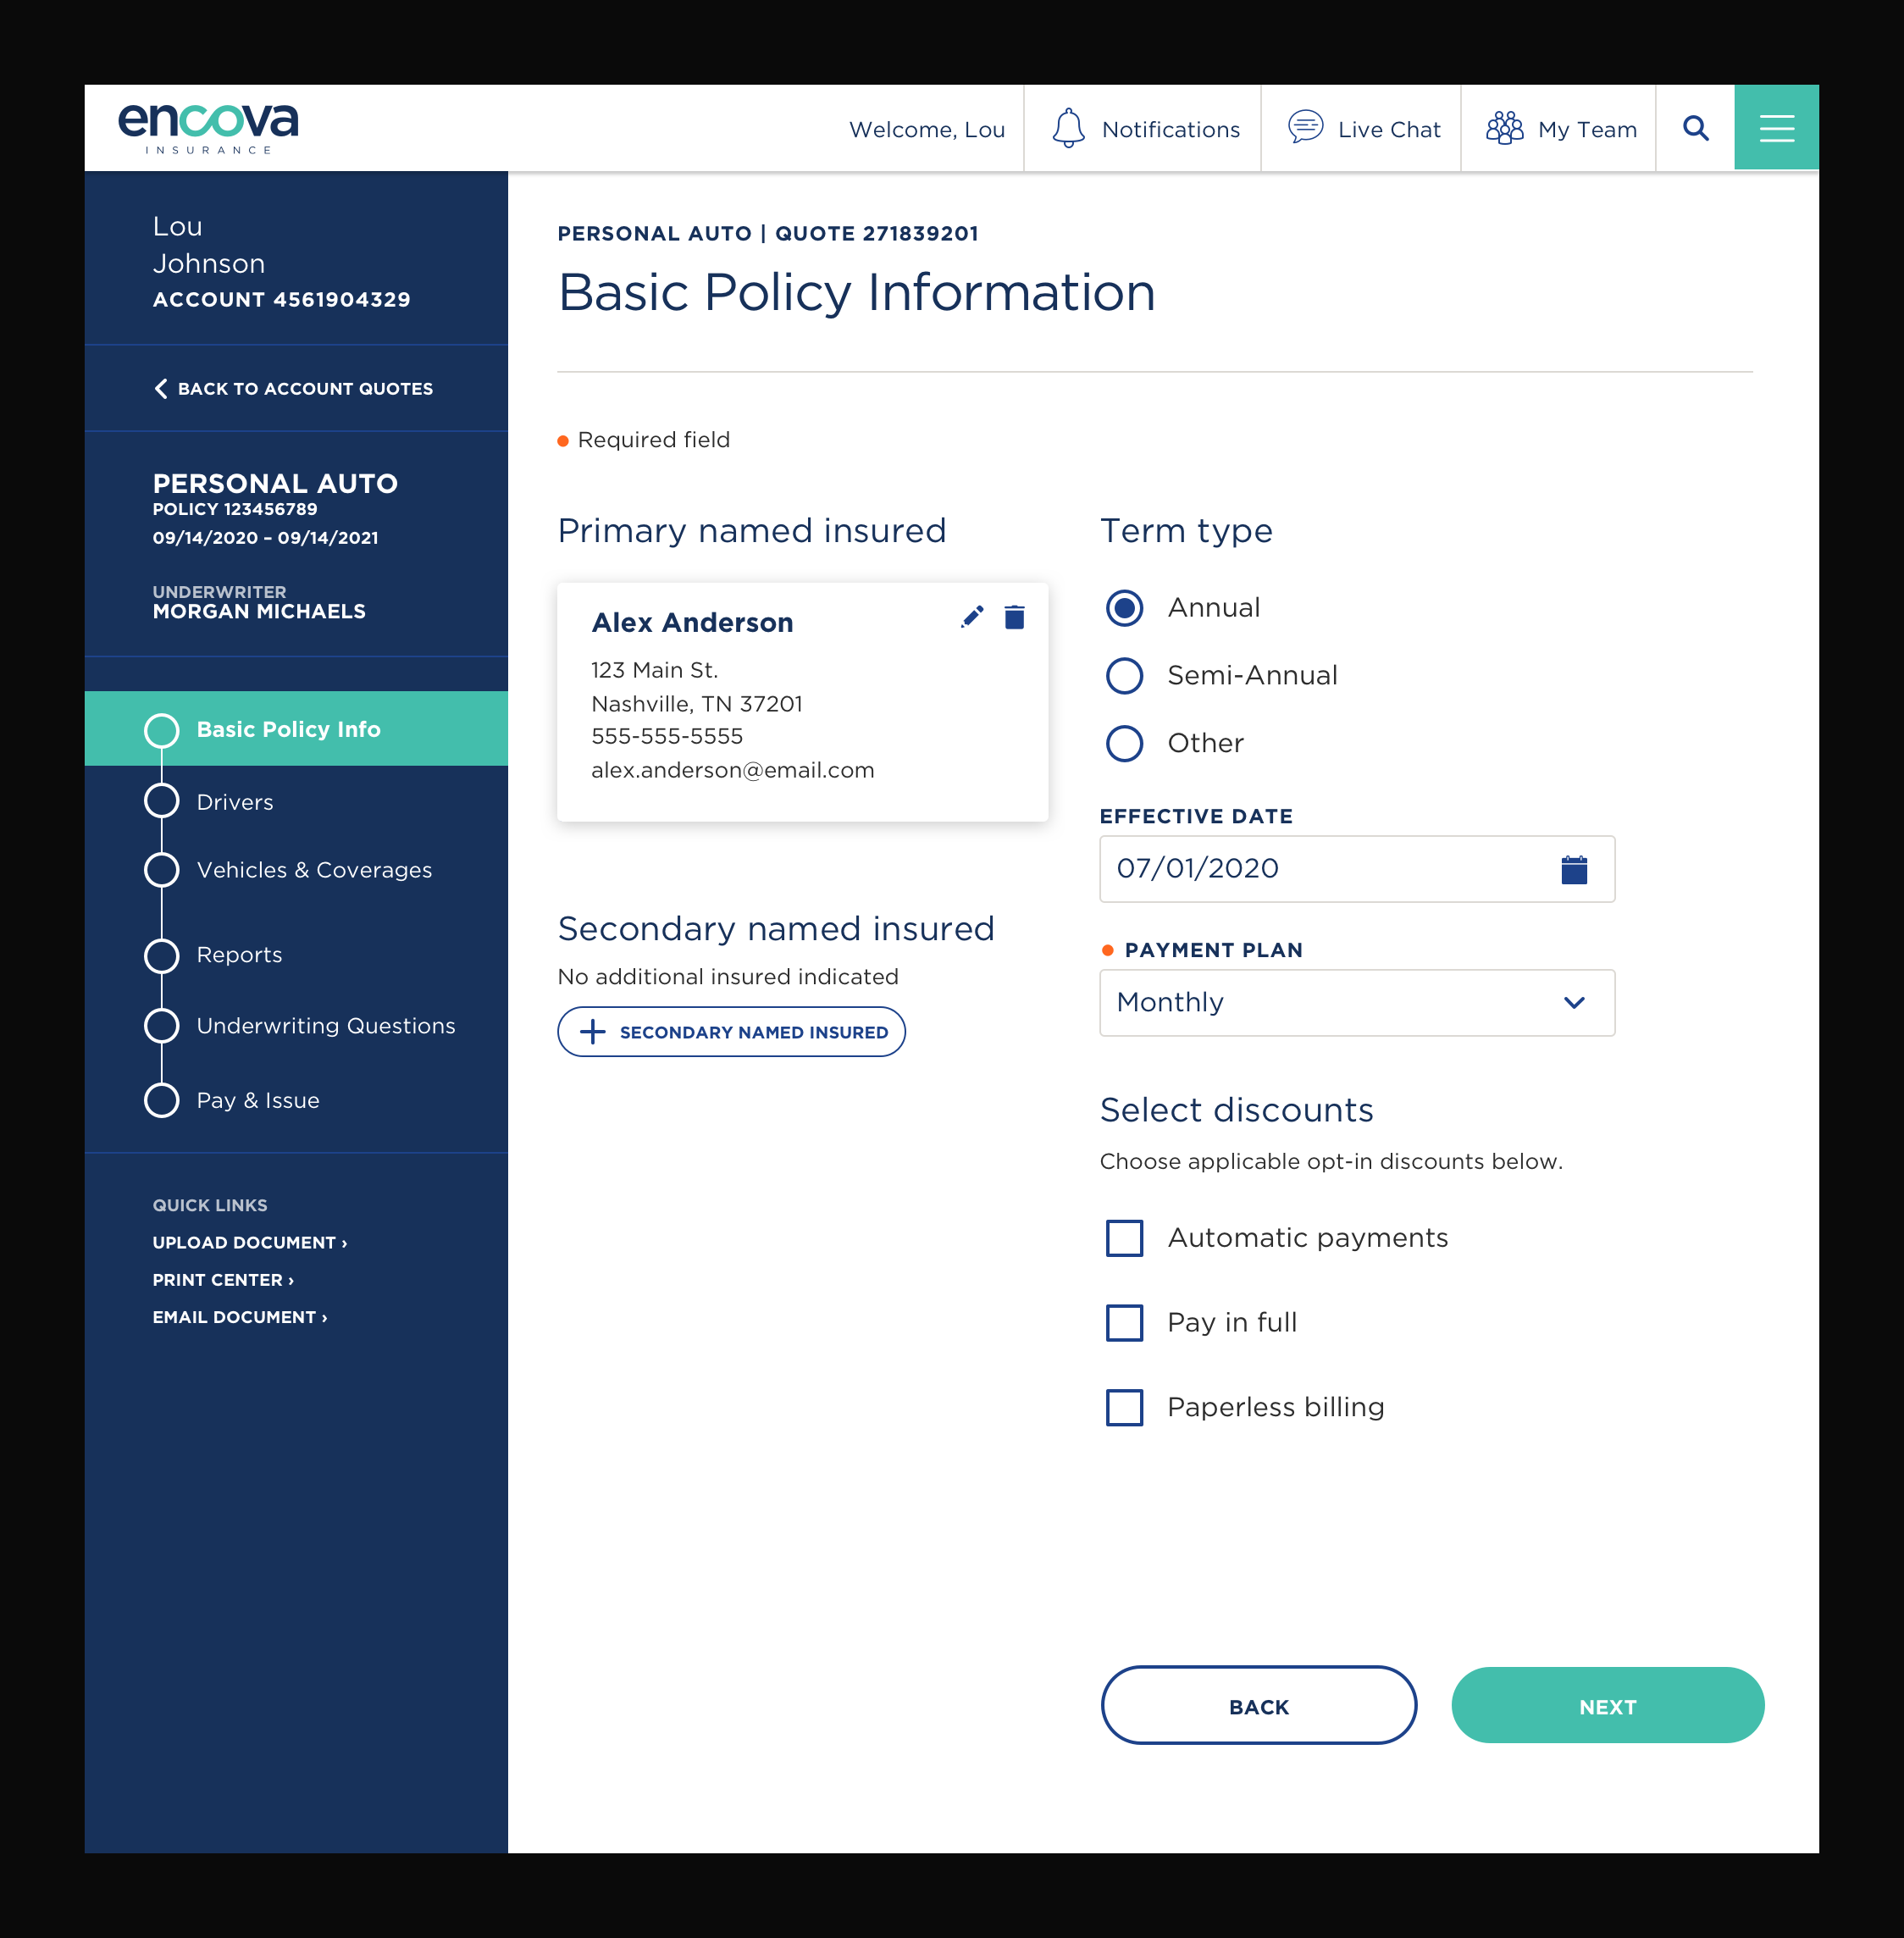 encova
INSURANCE
Welcome, Lou
Notifications
Live Chat
My Team
Lou
Johnson
ACCOUNT 4561904329
‹ BACK TO ACCOUNT QUOTES
PERSONAL AUTO
POLICY 123456789
09/14/2020 – 09/14/2021
UNDERWRITER
MORGAN MICHAELS
Basic Policy Info
Drivers
Vehicles & Coverages
Reports
Underwriting Questions
Pay & Issue
QUICK LINKS
UPLOAD DOCUMENT ›
PRINT CENTER ›
EMAIL DOCUMENT ›
PERSONAL AUTO | QUOTE 271839201
Basic Policy Information
Required field
Primary named insured
Alex Anderson
123 Main St.
Nashville, TN 37201
555-555-5555
alex.anderson@email.com
Secondary named insured
No additional insured indicated
+ SECONDARY NAMED INSURED
Term type
Annual
Semi-Annual
Other
EFFECTIVE DATE
07/01/2020
PAYMENT PLAN
Monthly
Select discounts
Choose applicable opt-in discounts below.
Automatic payments
Pay in full
Paperless billing
BACK
NEXT